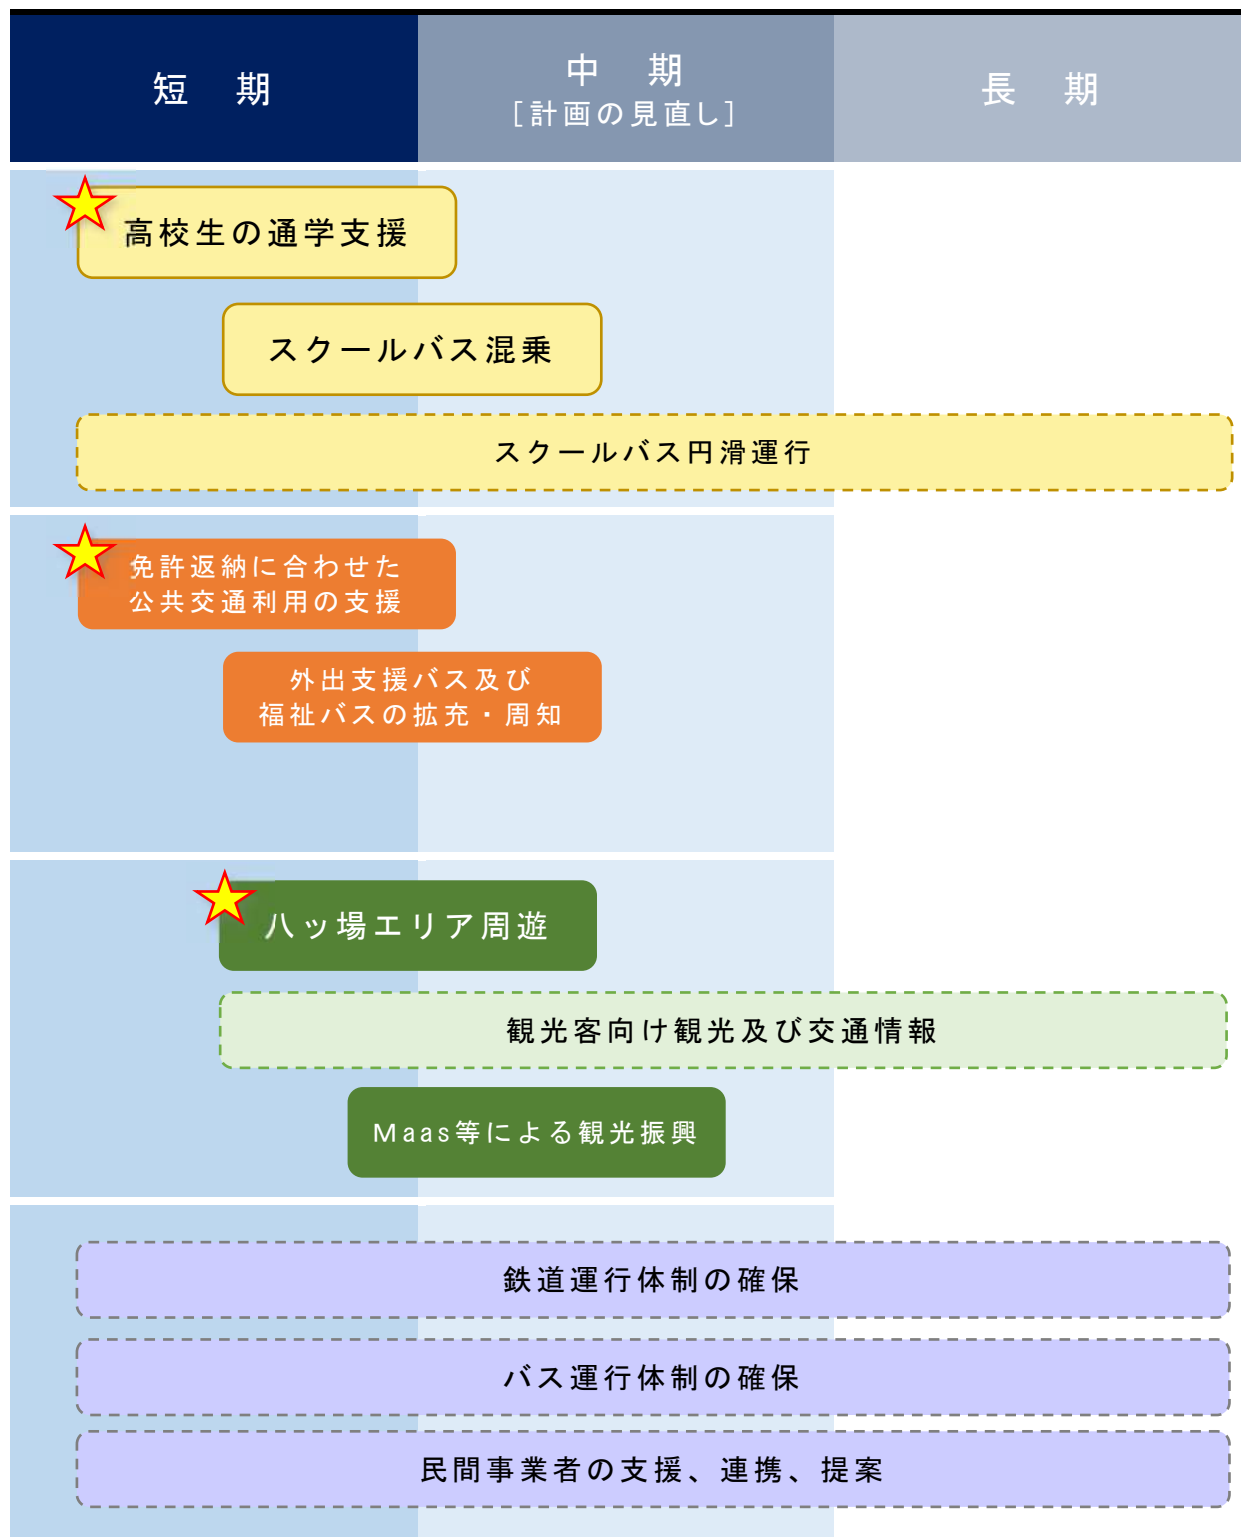 短　期
中　期
［計画の見直し］
長　期
高校生の通学支援
スクールバス混乗
スクールバス円滑運行
免許返納に合わせた
公共交通利用の支援
外出支援バス及び
福祉バスの拡充・周知
八ッ場エリア周遊
観光客向け観光及び交通情報
Maas等による観光振興
鉄道運行体制の確保
バス運行体制の確保
民間事業者の支援、連携、提案